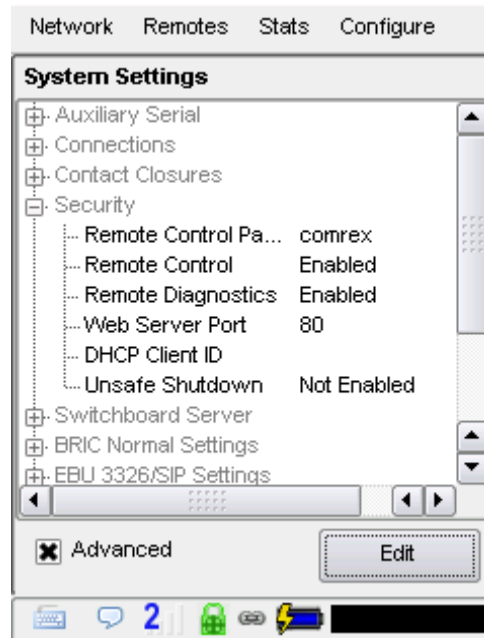 Network Remotes Stats Configure
System Settings
Auxiliary Serial
Connections
Contact Closures
Security
Remote Control Pa... comrex
Remote Control Enabled
Remote Diagnostics Enabled
Web Server Port 80
DHCP Client ID
Unsafe Shutdown Not Enabled
Switchboard Server
BRIC Normal Settings
EBU 3326/SIP Settings
Advanced Edit
2